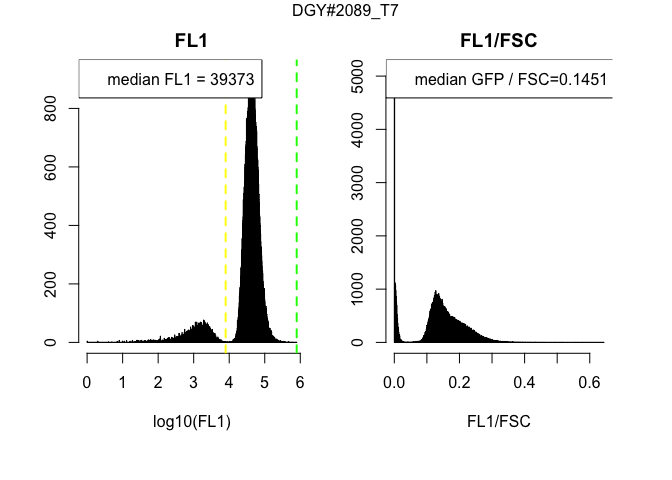 DGY#2089_T7
FL1
median FL1 = 39373
0 200 400 600 800
0 1 2 3 4 5 6
log10(FL1)
FL1/FSC
median GFP / FSC=0.1451
0 1000 2000 3000 4000 5000
0.0 0.2 0.4 0.6
FL1/FSC